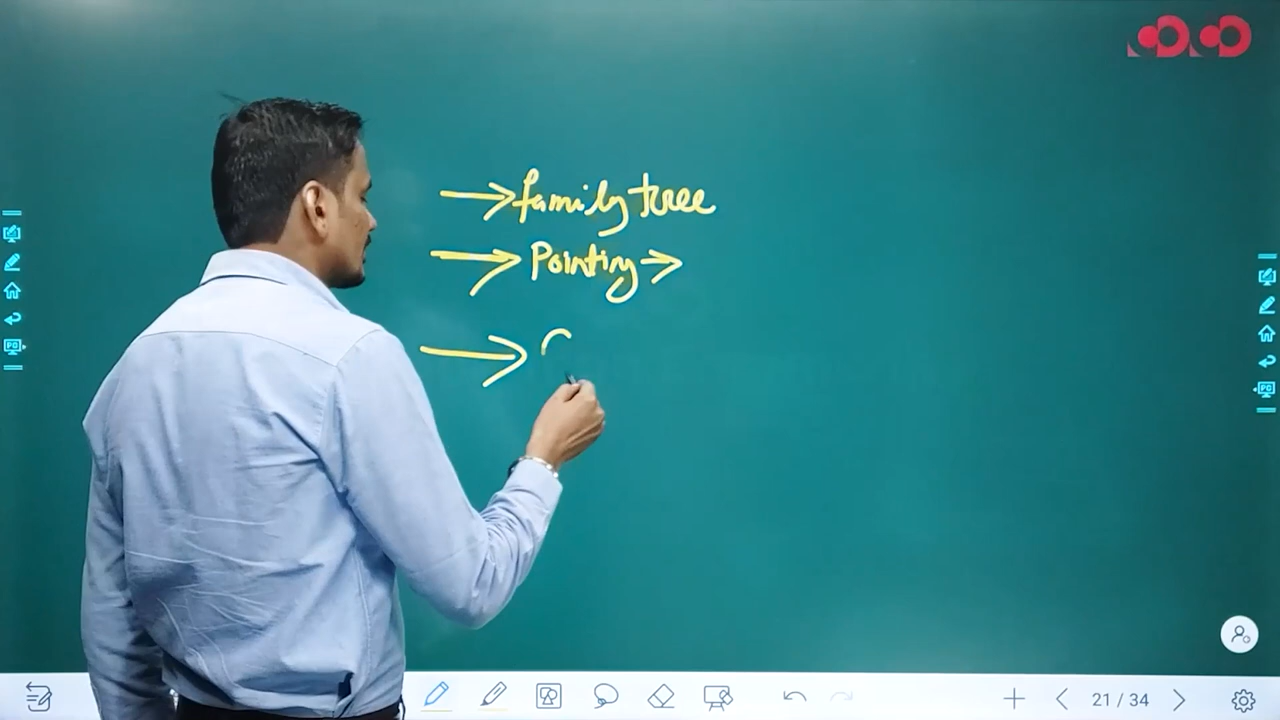 → Family tree
→ Pointing →
→
21 / 34